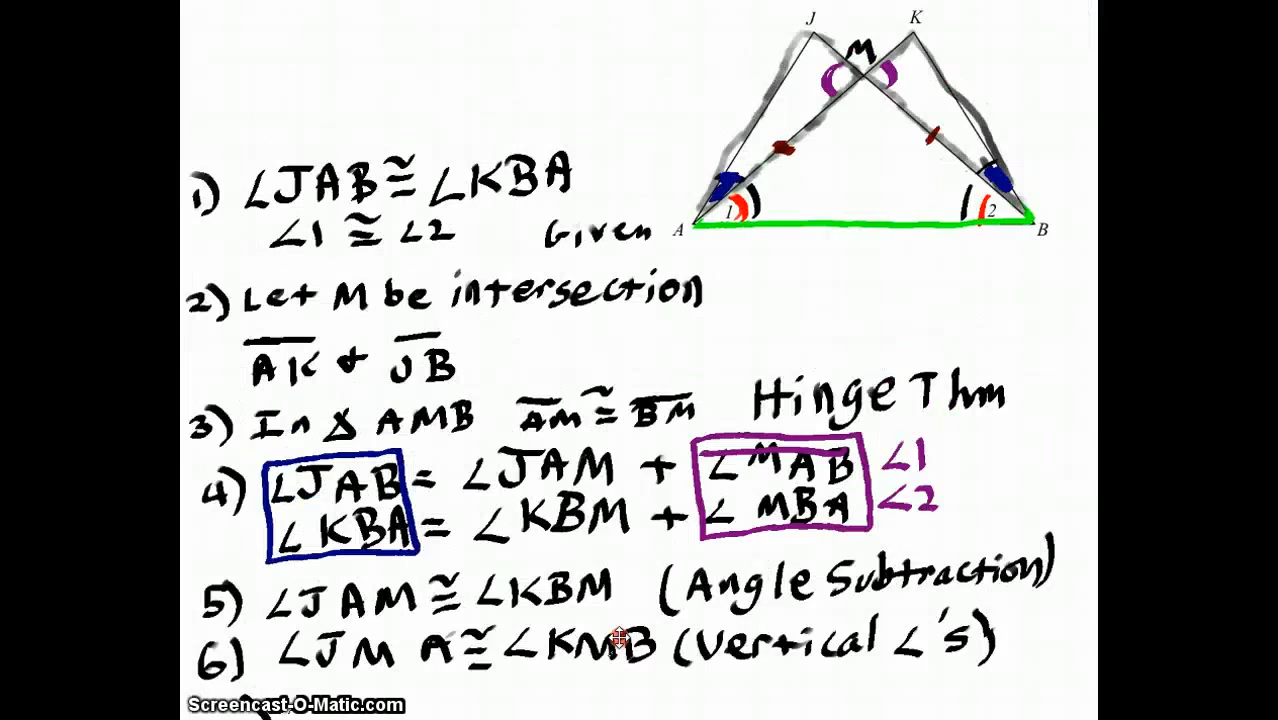 J K
M
1) ∠JAB ≅ ∠KBA
1 2
∠1 ≅ ∠2 Given A B
2) Let M be intersection
AK + JB
3) In △ AMB AM ≅ BM Hinge Thm
4) ∠JAB = ∠JAM + ∠MAB ∠1
∠KBA = ∠KBM + ∠MBA ∠2
5) ∠JAM ≅ ∠KBM (Angle Subtraction)
6) ∠JMA ≅ ∠KMB (Vertical ∠'s)
Screencast-O-Matic.com